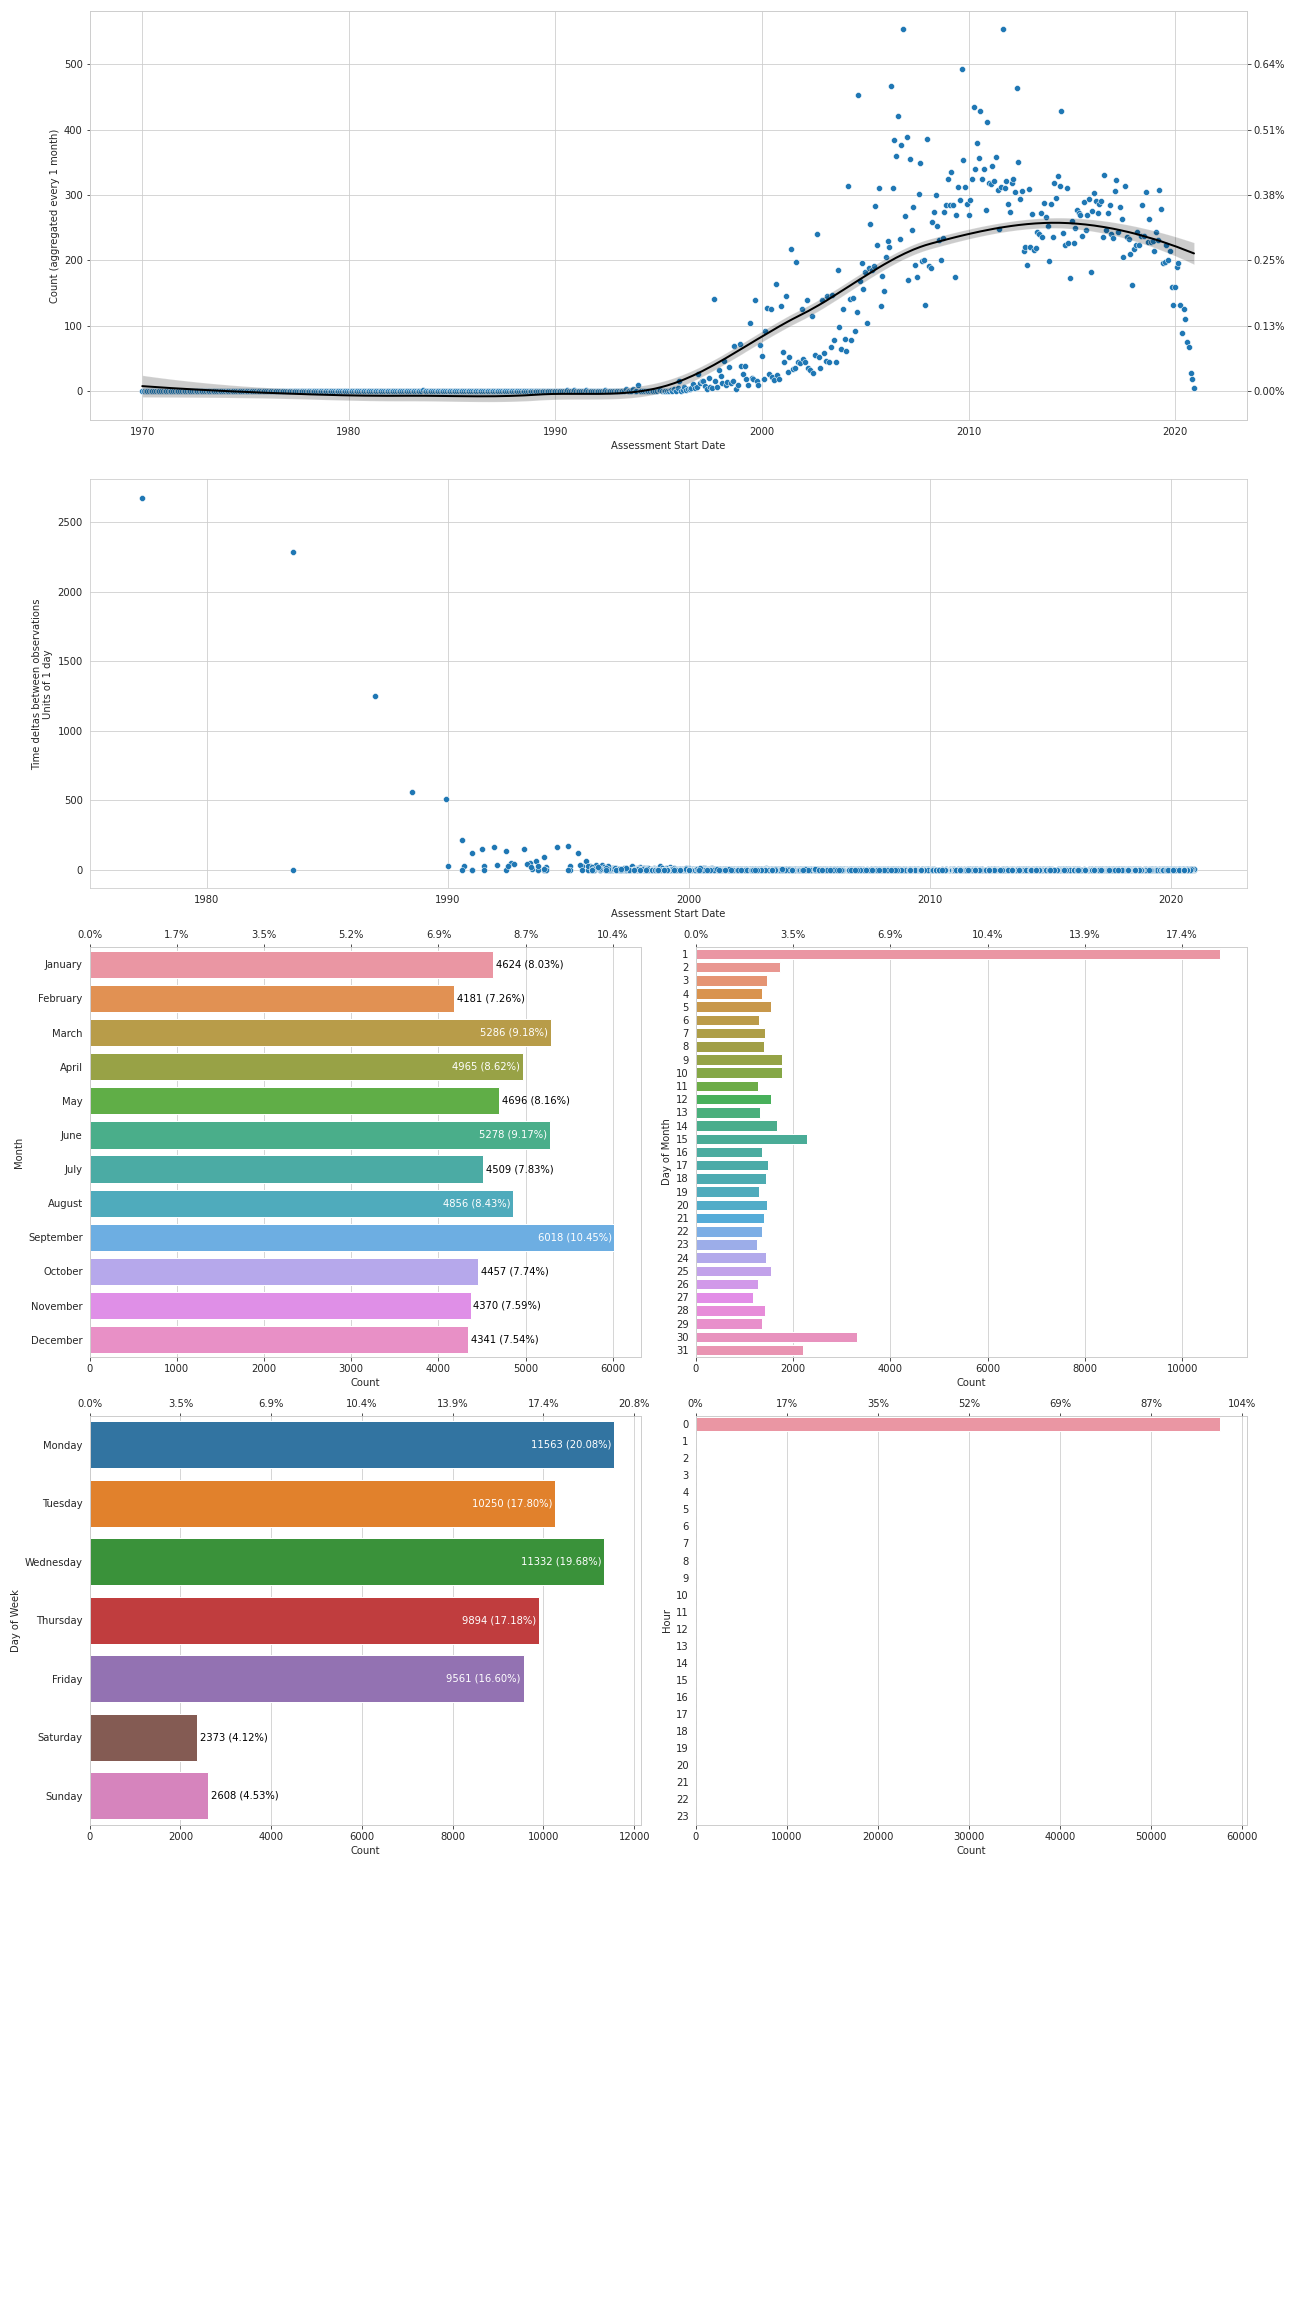 500
400
300
200
100
0
0.64%
0.51%
0.38%
0.25%
0.13%
0.00%
Count (aggregated every 1 month)
1970 1980 1990 2000 2010 2020
Assessment Start Date
2500
2000
1500
1000
500
0
Time deltas between observations
Units of 1 day
1980 1990 2000 2010 2020
Assessment Start Date
0.0% 1.7% 3.5% 5.2% 6.9% 8.7% 10.4%
Month
January 4624 (8.03%)
February 4181 (7.26%)
March 5286 (9.18%)
April 4965 (8.62%)
May 4696 (8.16%)
June 5278 (9.17%)
July 4509 (7.83%)
August 4856 (8.43%)
September 6018 (10.45%)
October 4457 (7.74%)
November 4370 (7.59%)
December 4341 (7.54%)
0 1000 2000 3000 4000 5000 6000
Count
0.0% 3.5% 6.9% 10.4% 13.9% 17.4%
Day of Month
1
2
3
4
5
6
7
8
9
10
11
12
13
14
15
16
17
18
19
20
21
22
23
24
25
26
27
28
29
30
31
0 2000 4000 6000 8000 10000
Count
0.0% 3.5% 6.9% 10.4% 13.9% 17.4% 20.8%
Day of Week
Monday 11563 (20.08%)
Tuesday 10250 (17.80%)
Wednesday 11332 (19.68%)
Thursday 9894 (17.18%)
Friday 9561 (16.60%)
Saturday 2373 (4.12%)
Sunday 2608 (4.53%)
0 2000 4000 6000 8000 10000 12000
Count
0% 17% 35% 52% 69% 87% 104%
Hour
0
1
2
3
4
5
6
7
8
9
10
11
12
13
14
15
16
17
18
19
20
21
22
23
0 10000 20000 30000 40000 50000 60000
Count